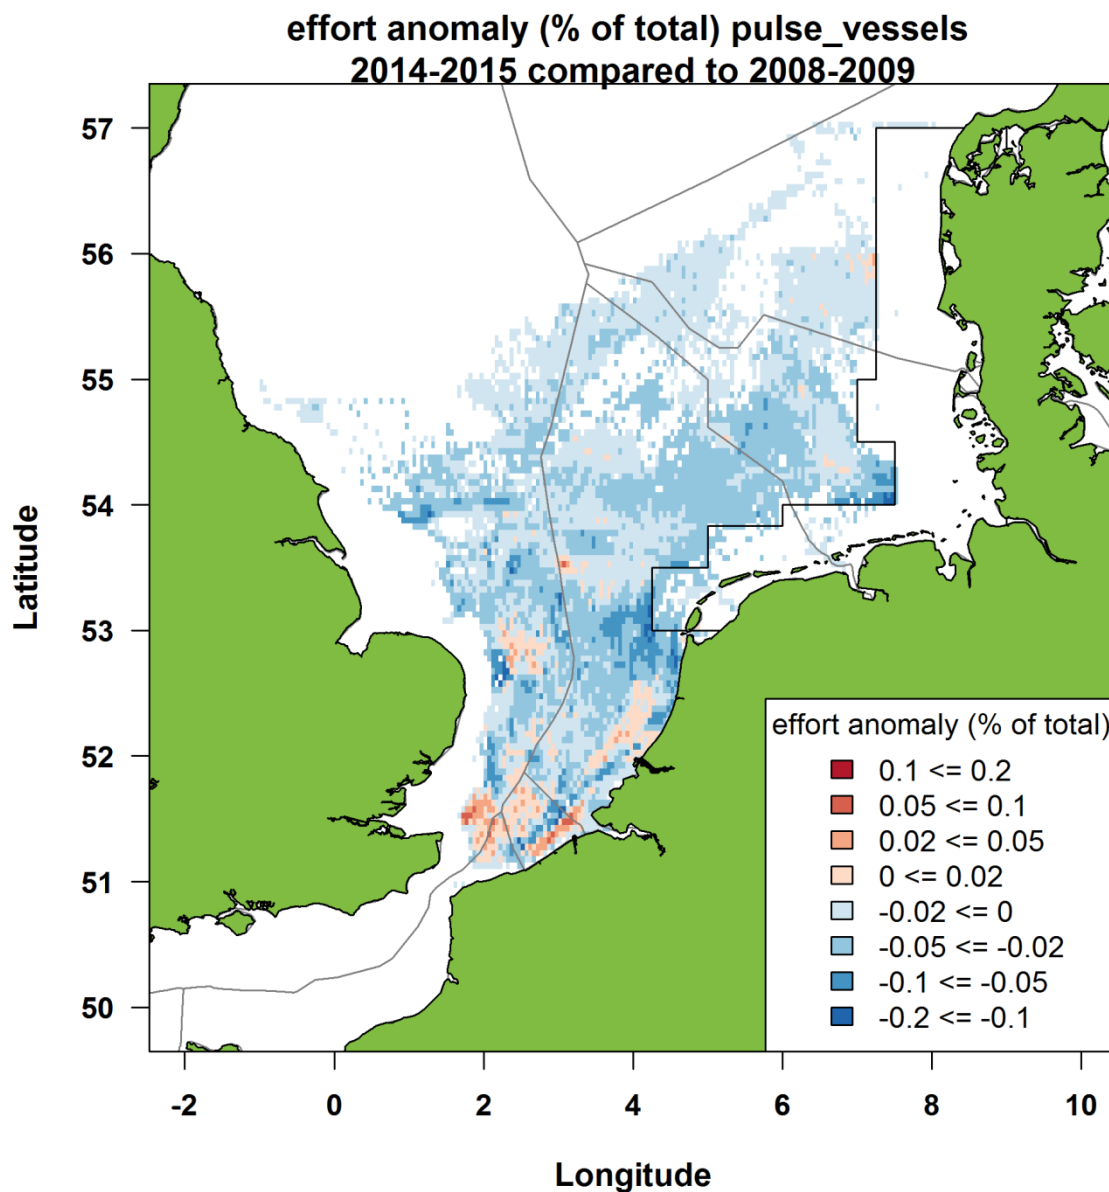 effort anomaly (% of total) pulse_vessels
2014-2015 compared to 2008-2009
57
56
55
54
53
52
51
50
Latitude
effort anomaly (% of total)
0.1 <= 0.2
0.05 <= 0.1
0.02 <= 0.05
0 <= 0.02
-0.02 <= 0
-0.05 <= -0.02
-0.1 <= -0.05
-0.2 <= -0.1
-2 0 2 4 6 8 10
Longitude